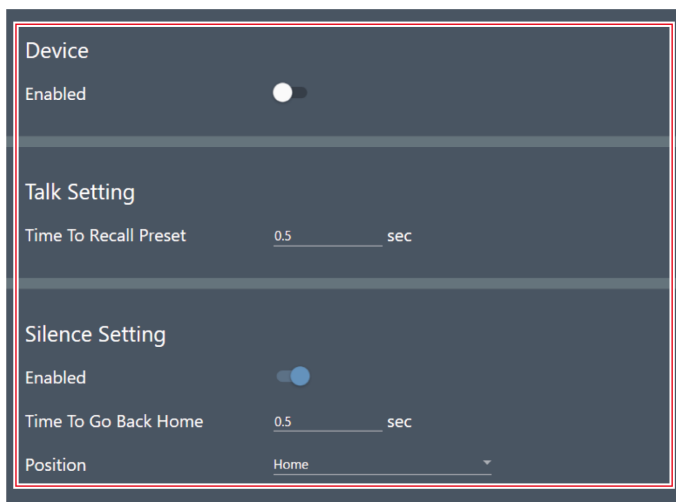 Device
Enabled
Talk Setting
Time To Recall Preset 0.5 sec
Silence Setting
Enabled
Time To Go Back Home 0.5 sec
Position Home